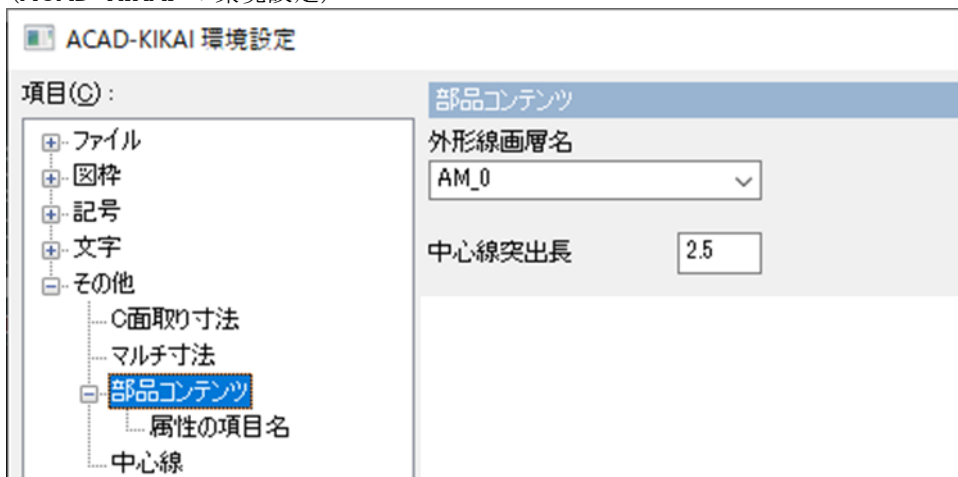 ACAD-KIKAI 環境設定
項目(C) :
ファイル
図枠
記号
文字
その他
C面取り寸法
マルチ寸法
部品コンテンツ
属性の項目名
中心線
部品コンテンツ
外形線画層名
AM_0
中心線突出長 2.5